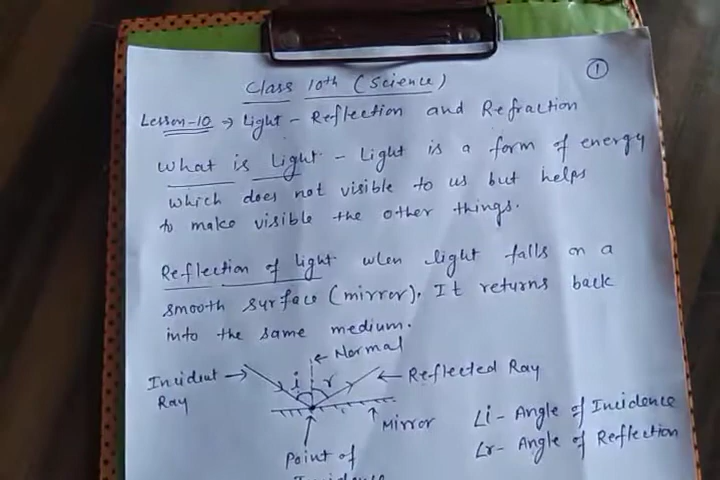 Class 10th (Science)
1
Lesson-10 → Light - Reflection and Refraction
What is Light - Light is a form of energy
which does not visible to us but helps
to make visible the other things.
Reflection of light when light falls on a
smooth surface (mirror). It returns back
into the same medium.
← Normal
Incident →
Ray
i
r
← Reflected Ray
Mirror
∠i - Angle of Incidence
∠r - Angle of Reflection
Point of
Incidence